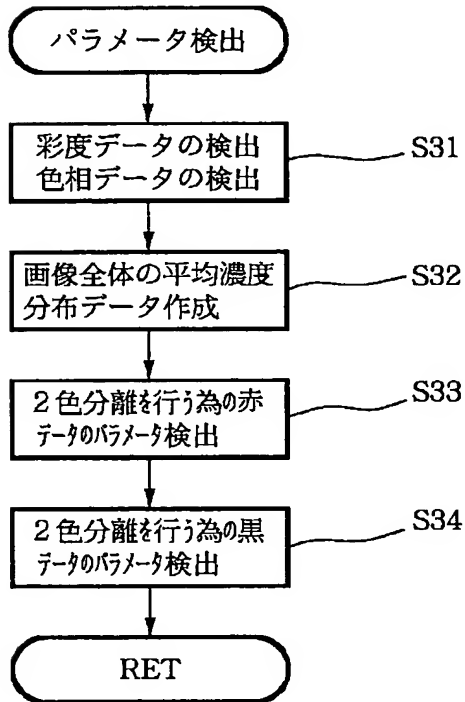 パラメータ検出
彩度データの検出
色相データの検出
S31
画像全体の平均濃度
分布データ作成
S32
2色分離を行う為の赤
データのパラメータ検出
S33
2色分離を行う為の黒
データのパラメータ検出
S34
RET